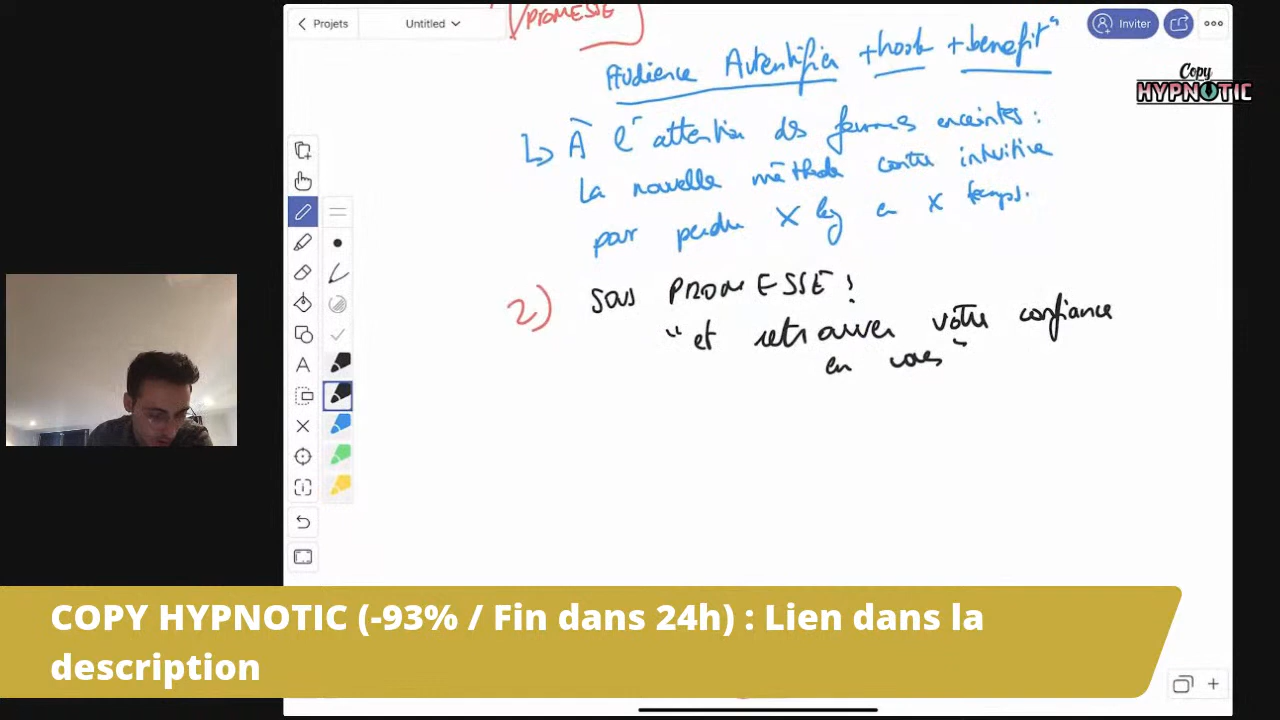 Projets
Untitled
PROMESSE
Inviter
Copy
HYPNOTIC
Audience Autentifier + hook + benefit"
À l'attention des femmes enceintes :
La nouvelle méthode contre intuitive
pour perdre X kg en X temps.
2) SOUS PROMESSE :
"et retrouver votre confiance
en vous"
COPY HYPNOTIC (-93% / Fin dans 24h) : Lien dans la
description